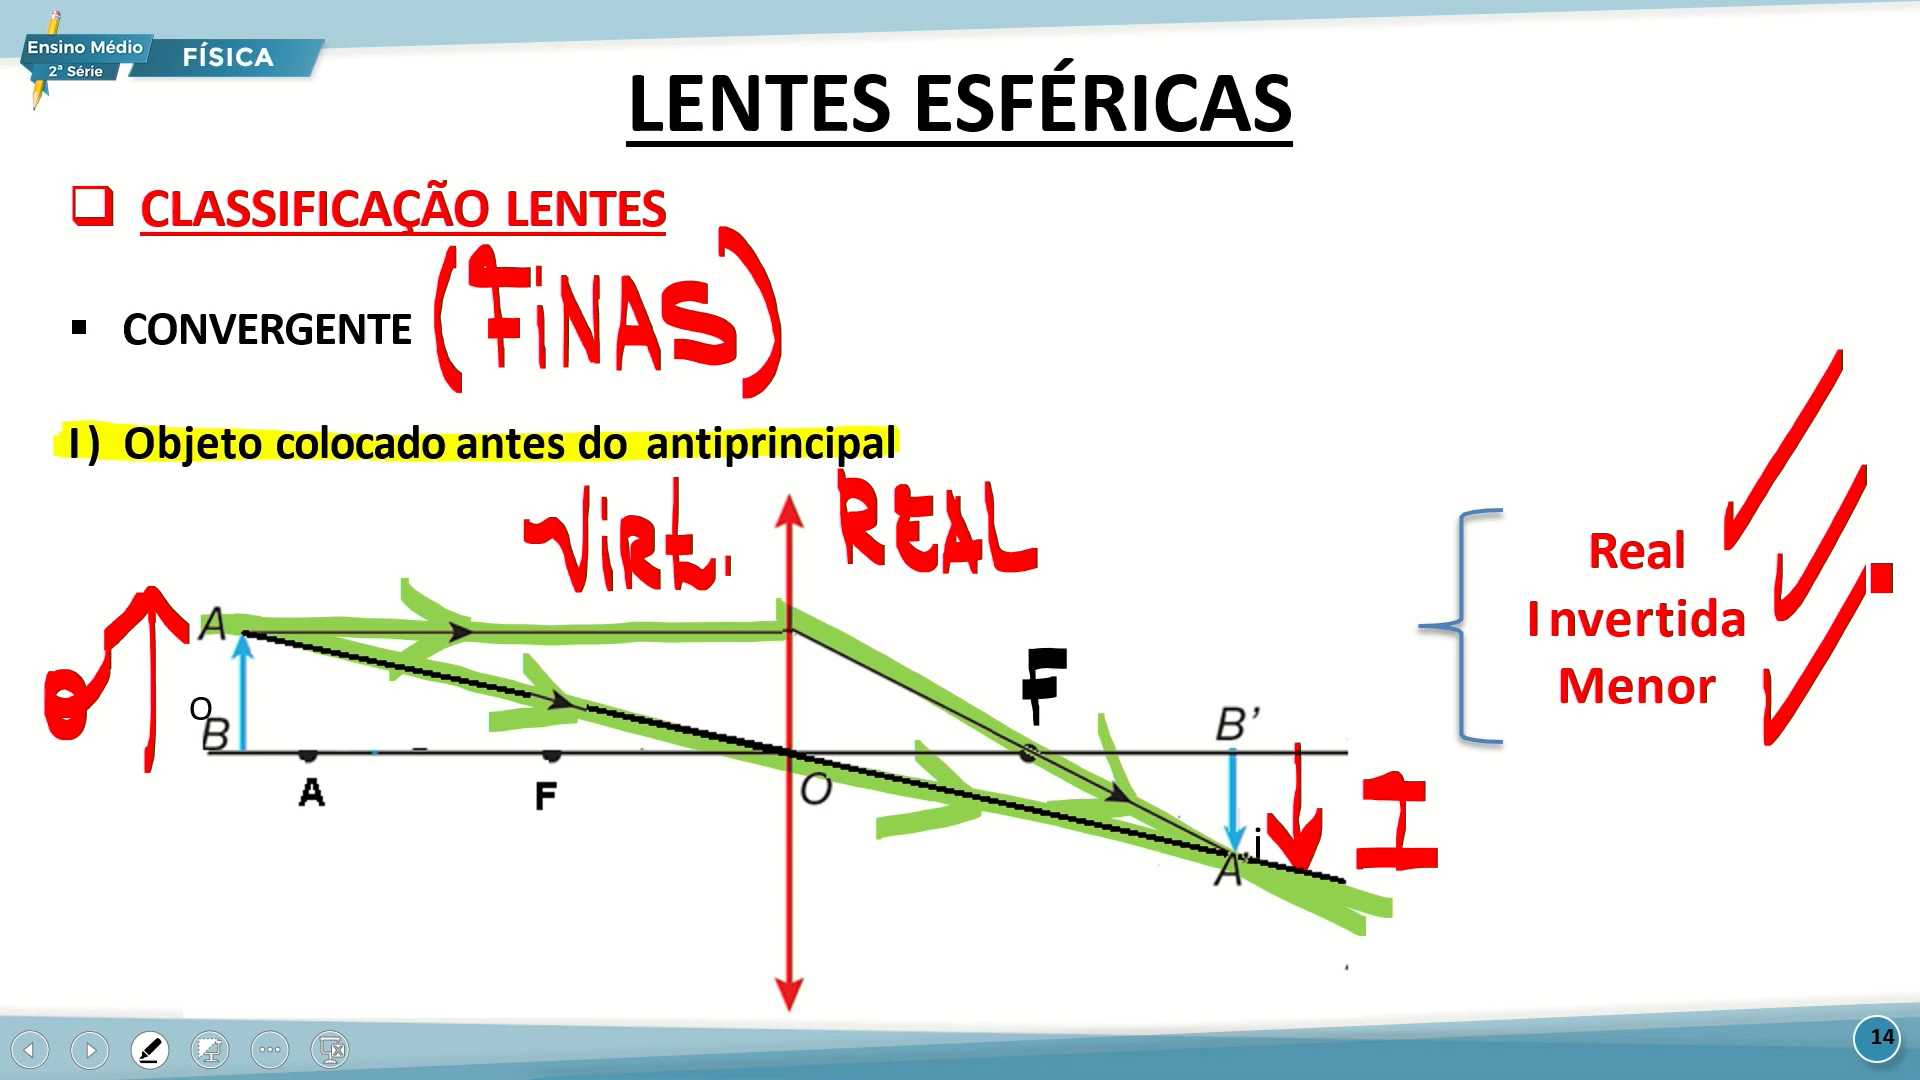 Ensino Médio
2ª Série
FÍSICA
LENTES ESFÉRICAS
CLASSIFICAÇÃO LENTES
CONVERGENTE (FiNAS)
I) Objeto colocado antes do antiprincipal
ViRt. REAL
Real
Invertida
Menor
A
F
o
B
B’
A
F
O
i
A
I
14